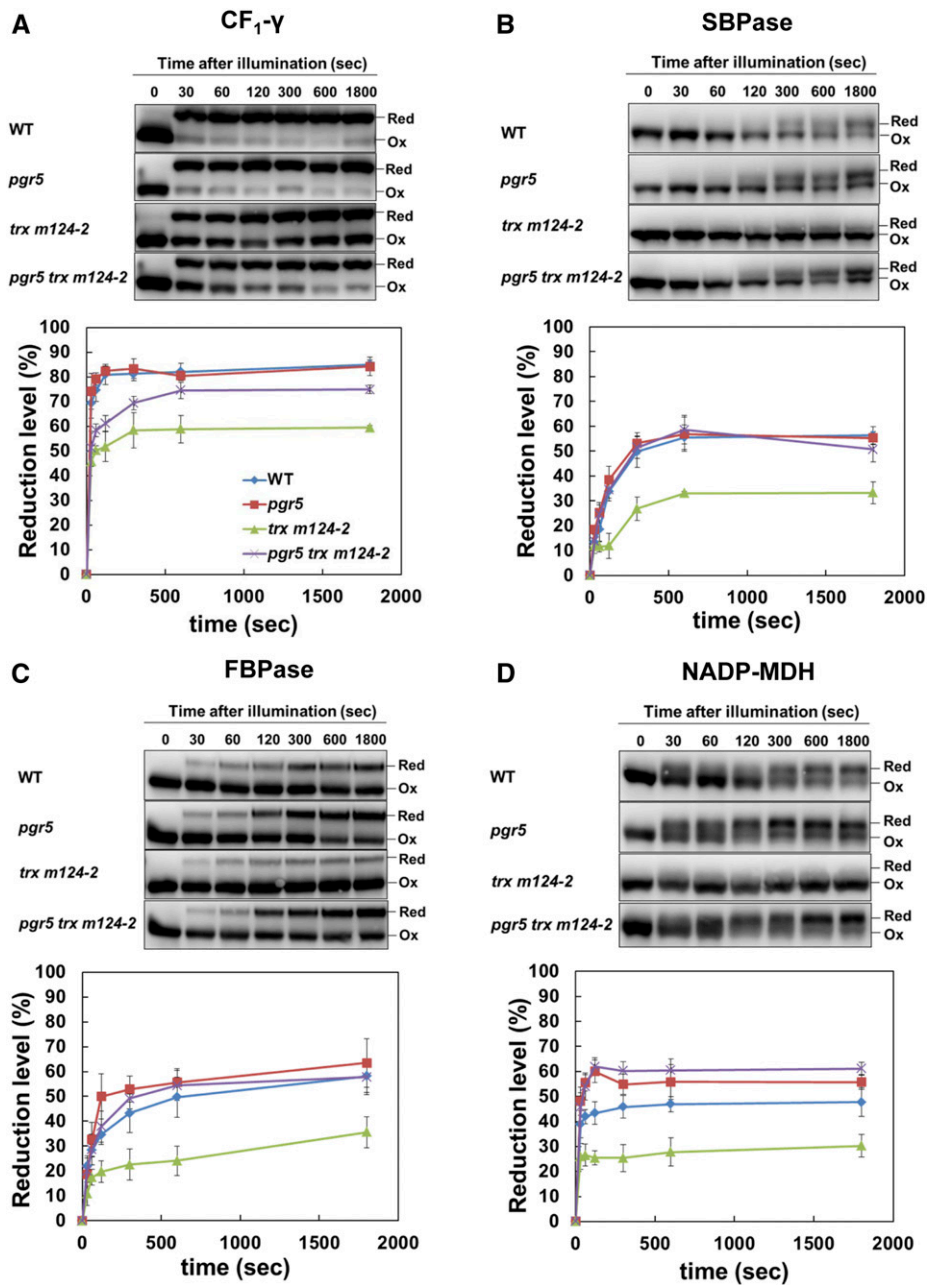 A
CF1-γ
Time after illumination (sec)
0 30 60 120 300 600 1800
WT
Red
Ox
pgr5
Red
Ox
trx m124-2
Red
Ox
pgr5 trx m124-2
Red
Ox
Reduction level (%)
100
90
80
70
60
50
40
30
20
10
0
WT
pgr5
trx m124-2
pgr5 trx m124-2
0 500 1000 1500 2000
time (sec)
B
SBPase
Time after illumination (sec)
0 30 60 120 300 600 1800
WT
Red
Ox
pgr5
Red
Ox
trx m124-2
Red
Ox
pgr5 trx m124-2
Red
Ox
Reduction level (%)
100
90
80
70
60
50
40
30
20
10
0
0 500 1000 1500 2000
time (sec)
C
FBPase
Time after illumination (sec)
0 30 60 120 300 600 1800
WT
Red
Ox
pgr5
Red
Ox
trx m124-2
Red
Ox
pgr5 trx m124-2
Red
Ox
Reduction level (%)
100
90
80
70
60
50
40
30
20
10
0
0 500 1000 1500 2000
time (sec)
D
NADP-MDH
Time after illumination (sec)
0 30 60 120 300 600 1800
WT
Red
Ox
pgr5
Red
Ox
trx m124-2
Red
Ox
pgr5 trx m124-2
Red
Ox
Reduction level (%)
100
90
80
70
60
50
40
30
20
10
0
0 500 1000 1500 2000
time (sec)